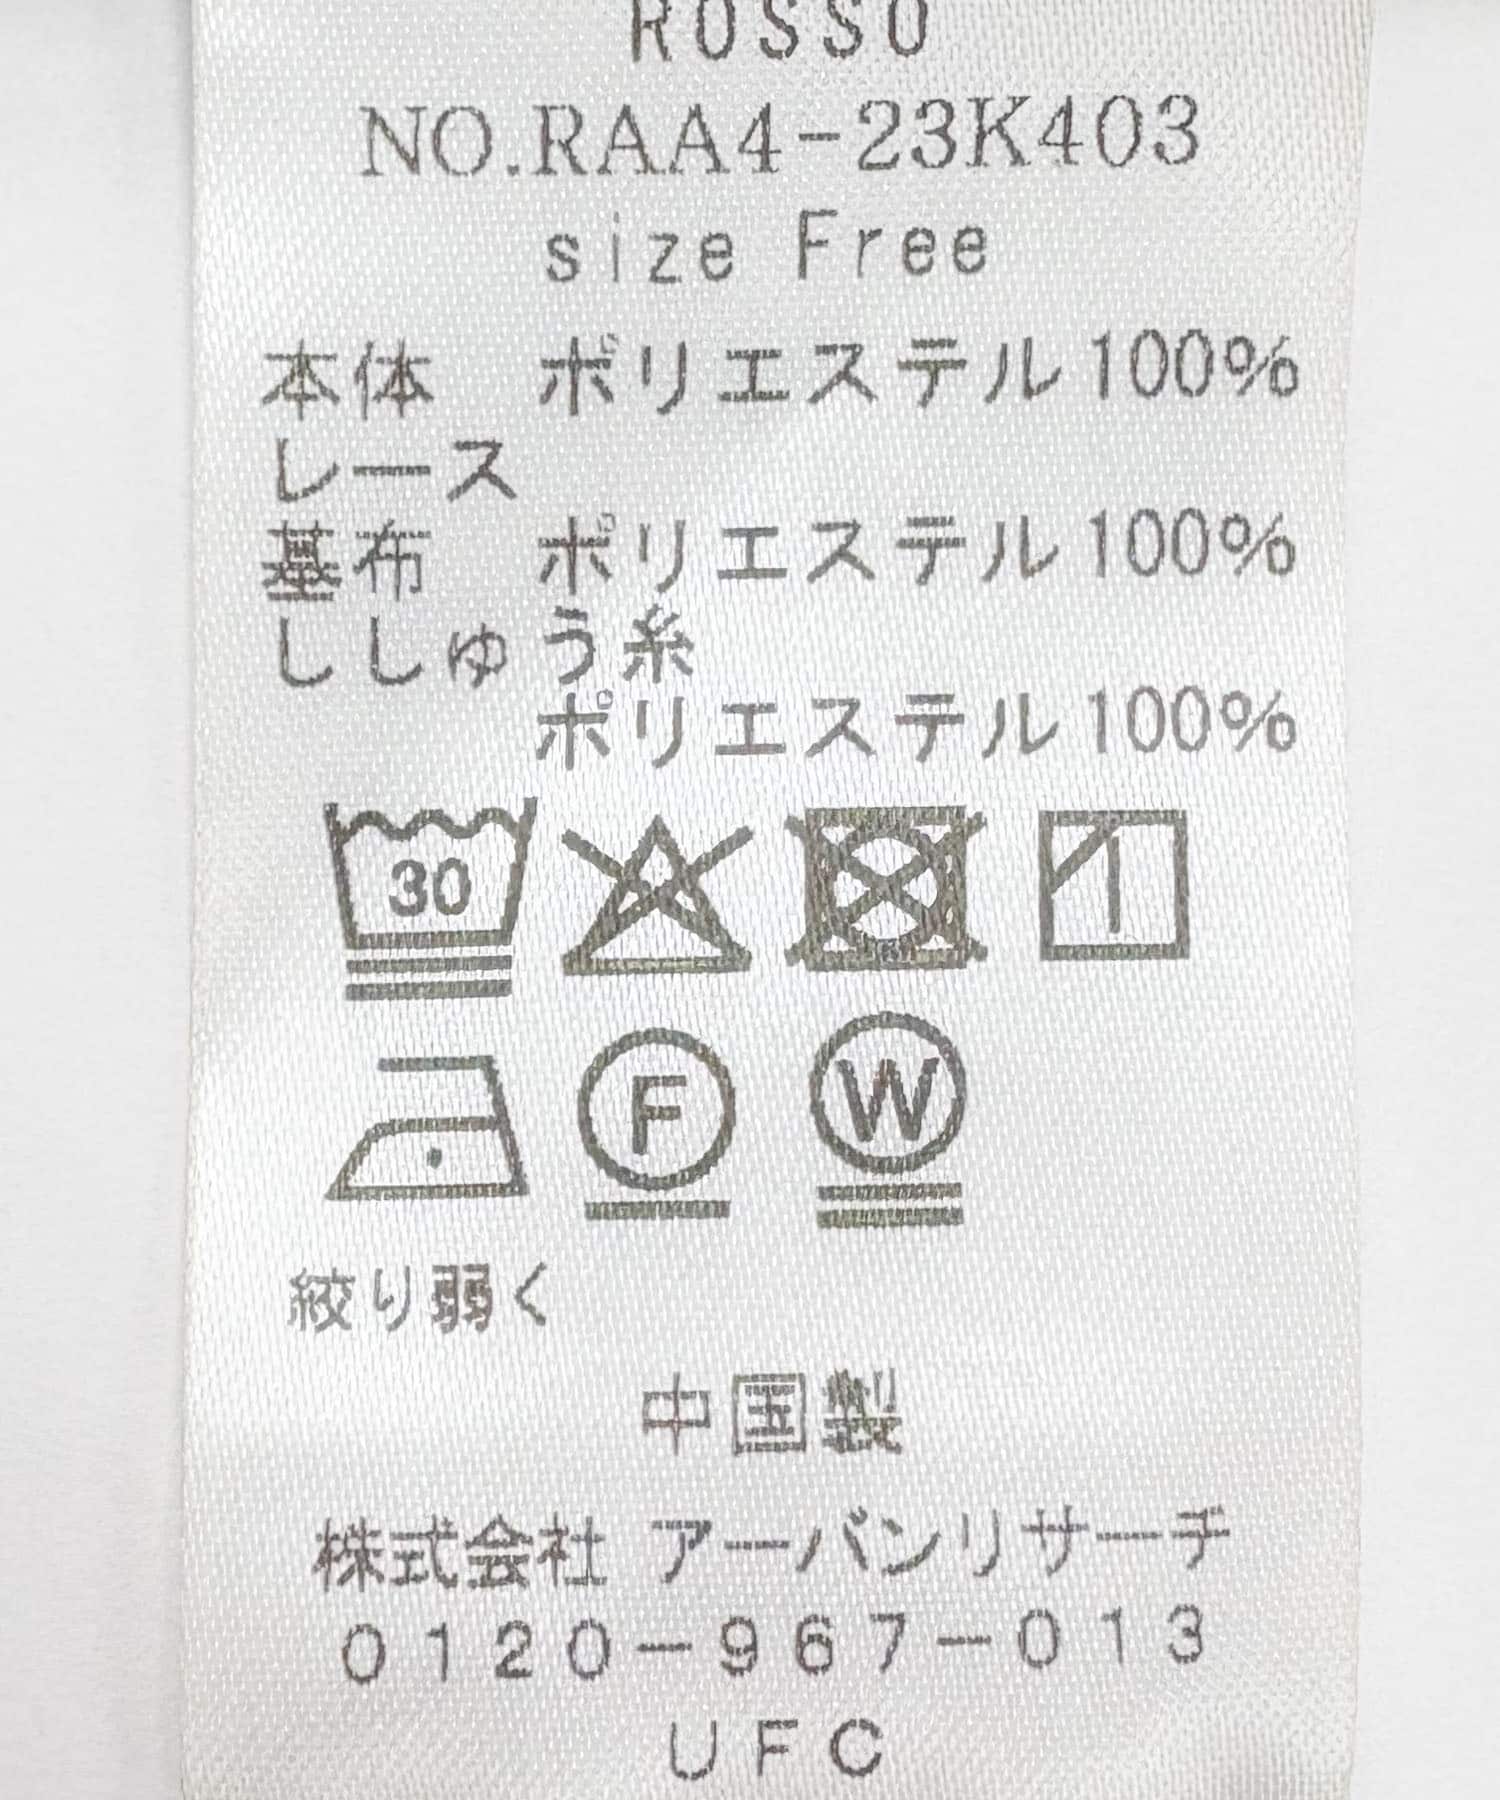 ROSSO
NO.RAA4-23K403
size Free
本体 ポリエステル100%
レース
基布 ポリエステル100%
ししゅう糸
ポリエステル100%
30
F W
絞り弱く
中国製
株式会社 アーバンリサーチ
0120-967-013
UFC